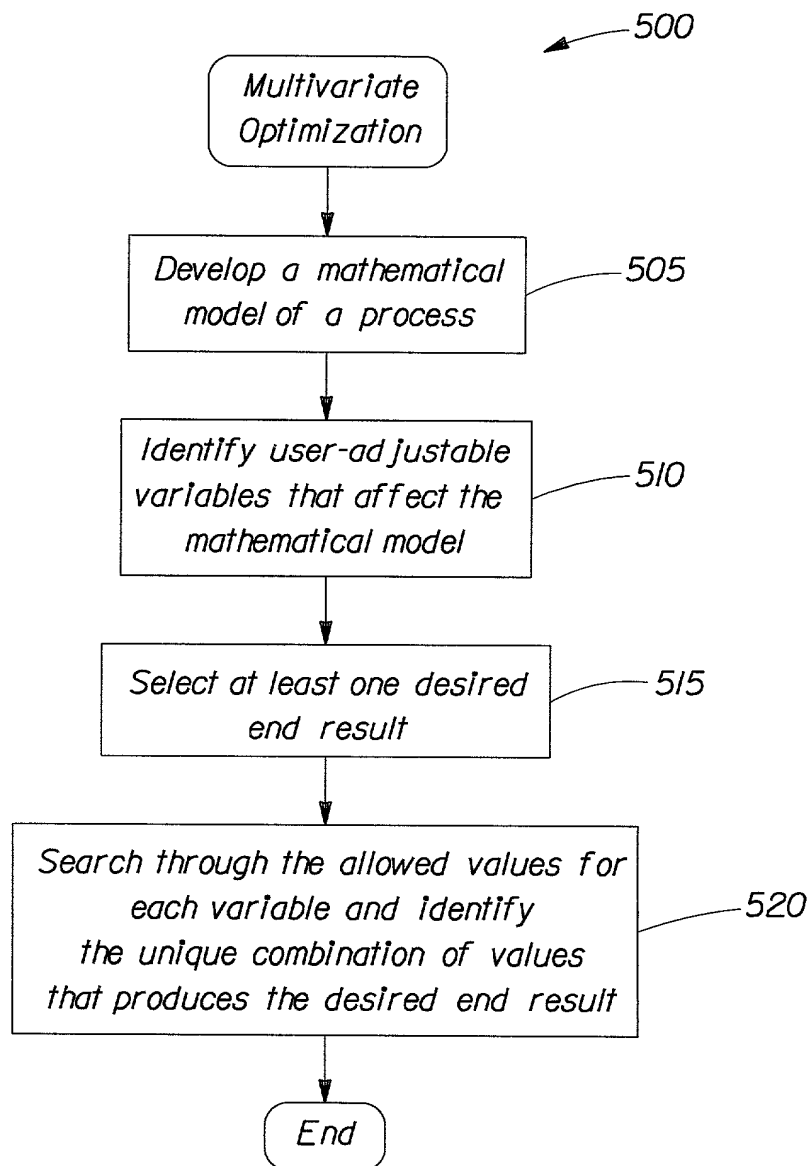 500
Multivariate
Optimization
Develop a mathematical
model of a process
505
Identify user-adjustable
variables that affect the
mathematical model
510
Select at least one desired
end result
515
Search through the allowed values for
each variable and identify
the unique combination of values
that produces the desired end result
520
End